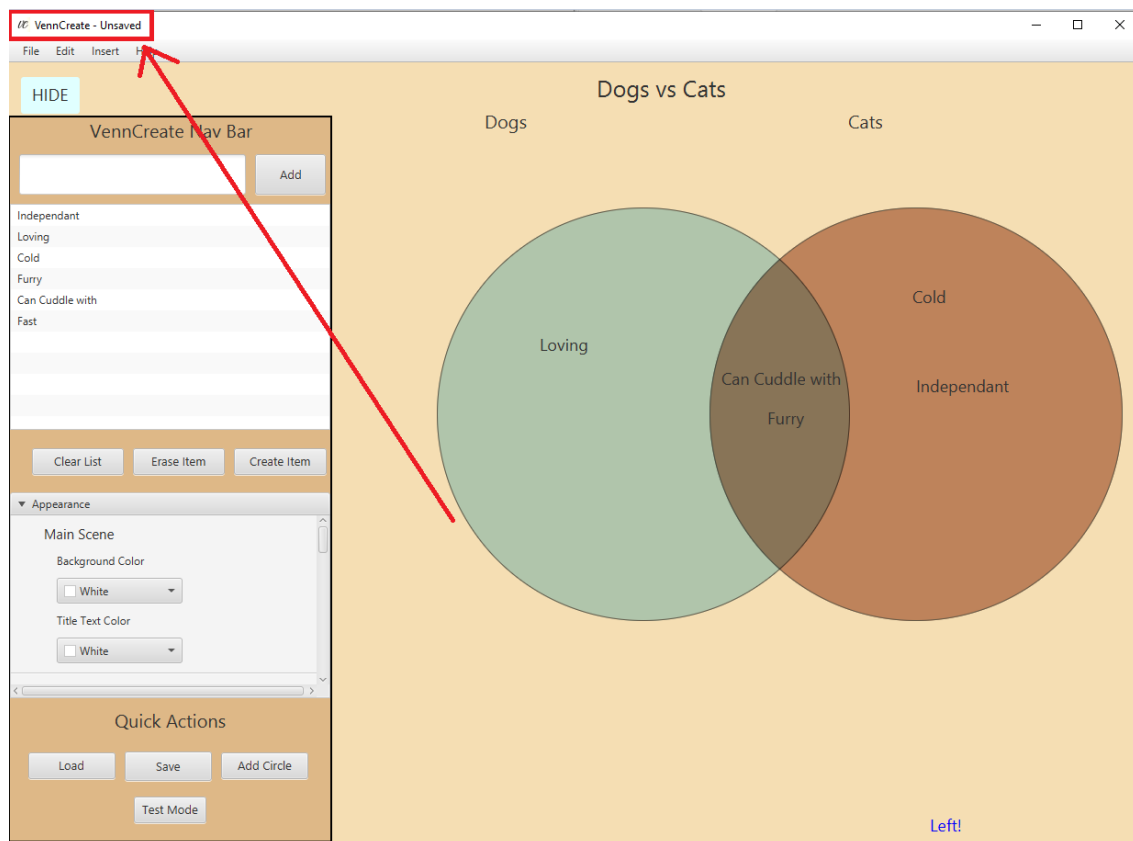 VennCreate - Unsaved
File Edit Insert
HIDE
Dogs vs Cats
Dogs
Cats
VennCreate Nav Bar
Add
Independant
Loving
Cold
Furry
Can Cuddle with
Fast
Cold
Loving
Can Cuddle with
Independant
Furry
Clear List Erase Item Create Item
Appearance
Main Scene
Background Color
White
Title Text Color
White
Quick Actions
Load Save Add Circle
Test Mode
Left!